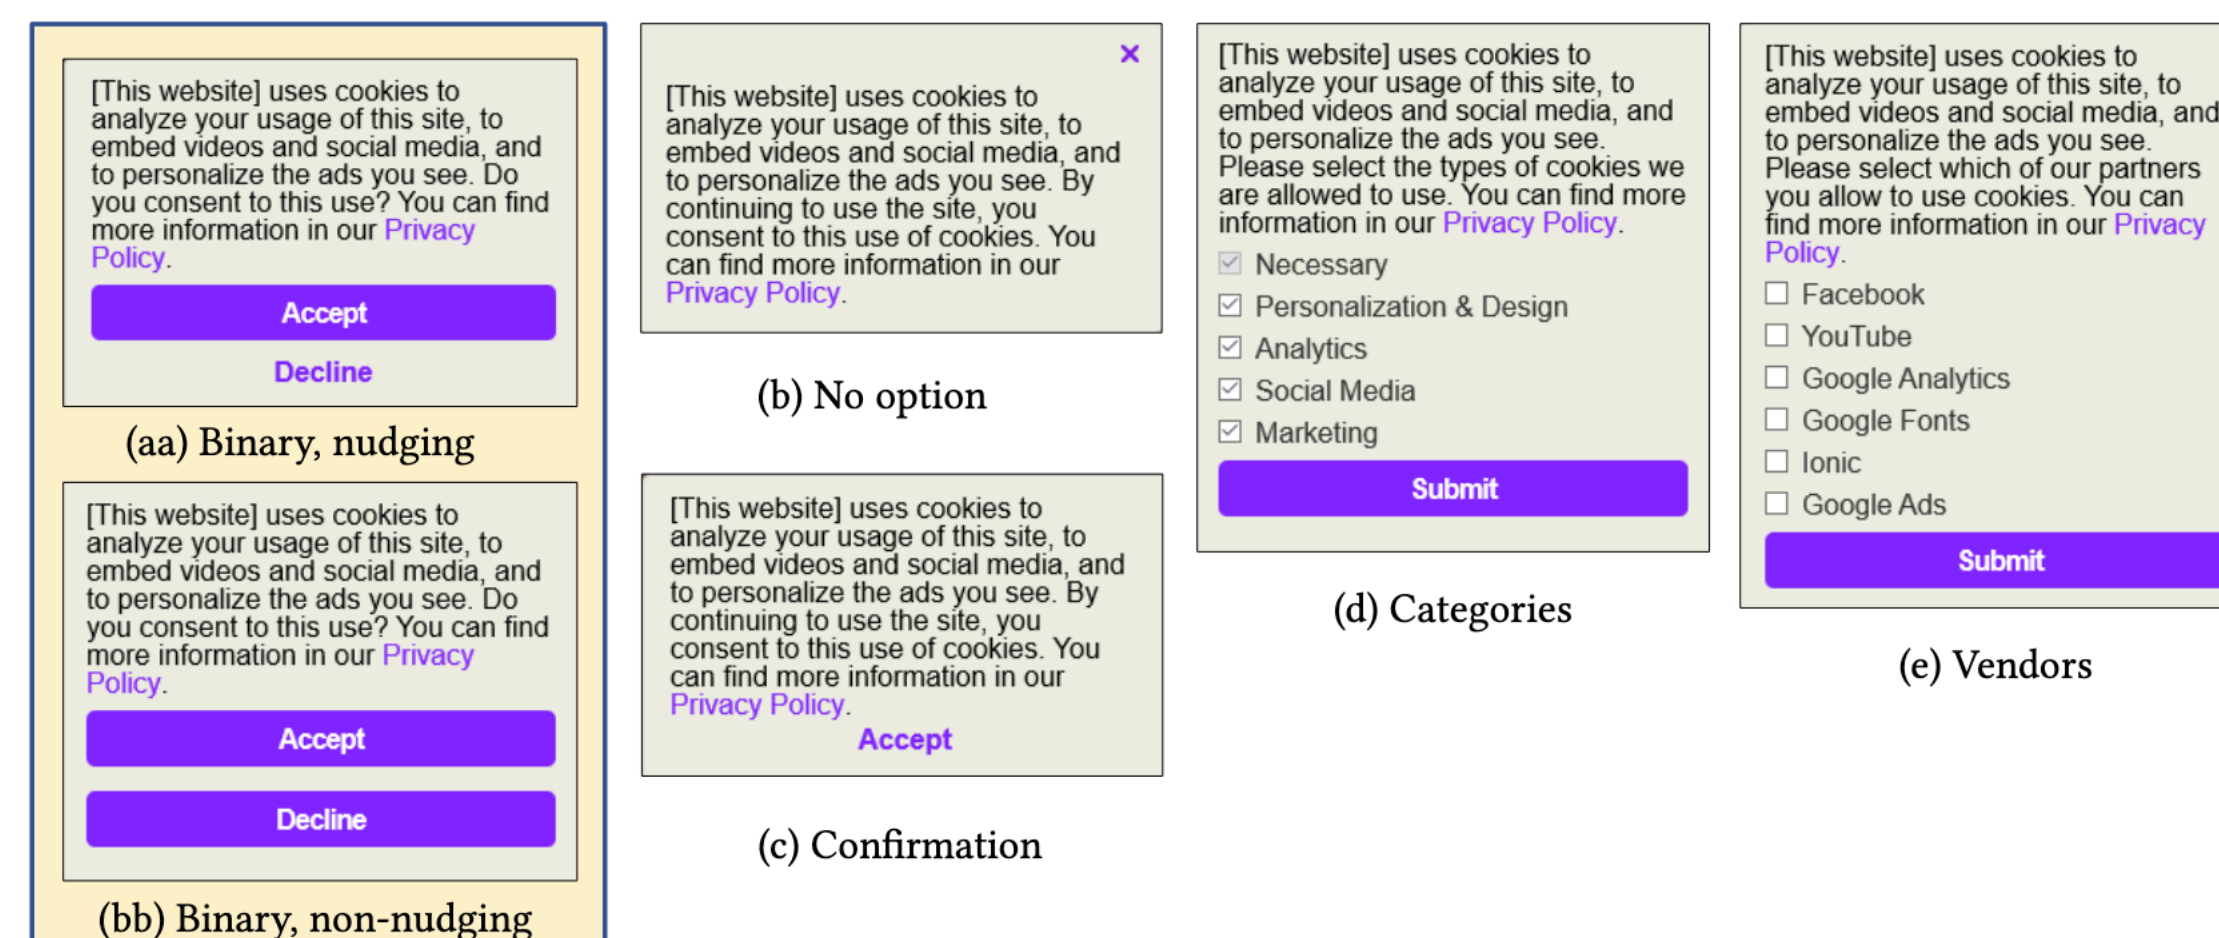 [This website] uses cookies to
analyze your usage of this site, to
embed videos and social media, and
to personalize the ads you see. Do
you consent to this use? You can find
more information in our Privacy
Policy.
Accept
Decline
(aa) Binary, nudging
[This website] uses cookies to
analyze your usage of this site, to
embed videos and social media, and
to personalize the ads you see. Do
you consent to this use? You can find
more information in our Privacy
Policy.
Accept
Decline
(bb) Binary, non-nudging
×
[This website] uses cookies to
analyze your usage of this site, to
embed videos and social media, and
to personalize the ads you see. By
continuing to use the site, you
consent to this use of cookies. You
can find more information in our
Privacy Policy.
(b) No option
[This website] uses cookies to
analyze your usage of this site, to
embed videos and social media, and
to personalize the ads you see. By
continuing to use the site, you
consent to this use of cookies. You
can find more information in our
Privacy Policy.
Accept
(c) Confirmation
[This website] uses cookies to
analyze your usage of this site, to
embed videos and social media, and
to personalize the ads you see.
Please select the types of cookies we
are allowed to use. You can find more
information in our Privacy Policy.
Necessary
Personalization & Design
Analytics
Social Media
Marketing
Submit
(d) Categories
[This website] uses cookies to
analyze your usage of this site, to
embed videos and social media, and
to personalize the ads you see.
Please select which of our partners
you allow to use cookies. You can
find more information in our Privacy
Policy.
Facebook
YouTube
Google Analytics
Google Fonts
Ionic
Google Ads
Submit
(e) Vendors